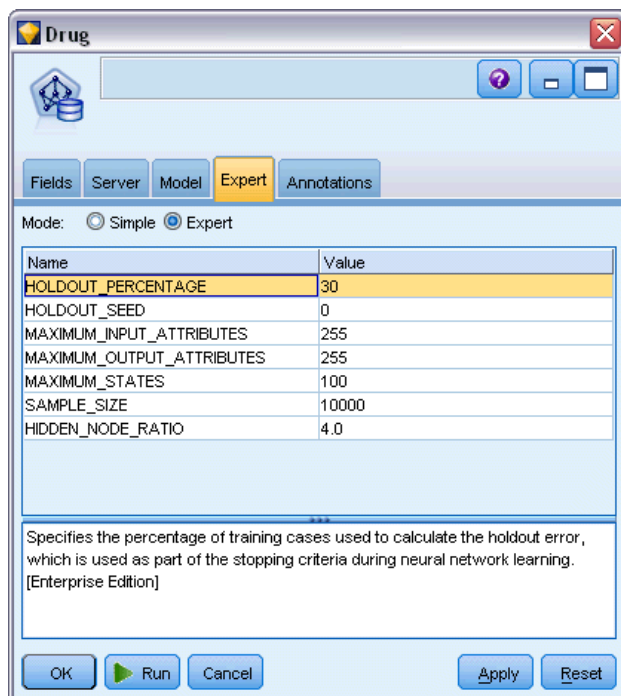 Drug
?
Fields Server Model Expert Annotations
Mode: Simple Expert
Name Value
HOLDOUT_PERCENTAGE 30
HOLDOUT_SEED 0
MAXIMUM_INPUT_ATTRIBUTES 255
MAXIMUM_OUTPUT_ATTRIBUTES 255
MAXIMUM_STATES 100
SAMPLE_SIZE 10000
HIDDEN_NODE_RATIO 4.0
Specifies the percentage of training cases used to calculate the holdout error,
which is used as part of the stopping criteria during neural network learning.
[Enterprise Edition]
OK Run Cancel Apply Reset